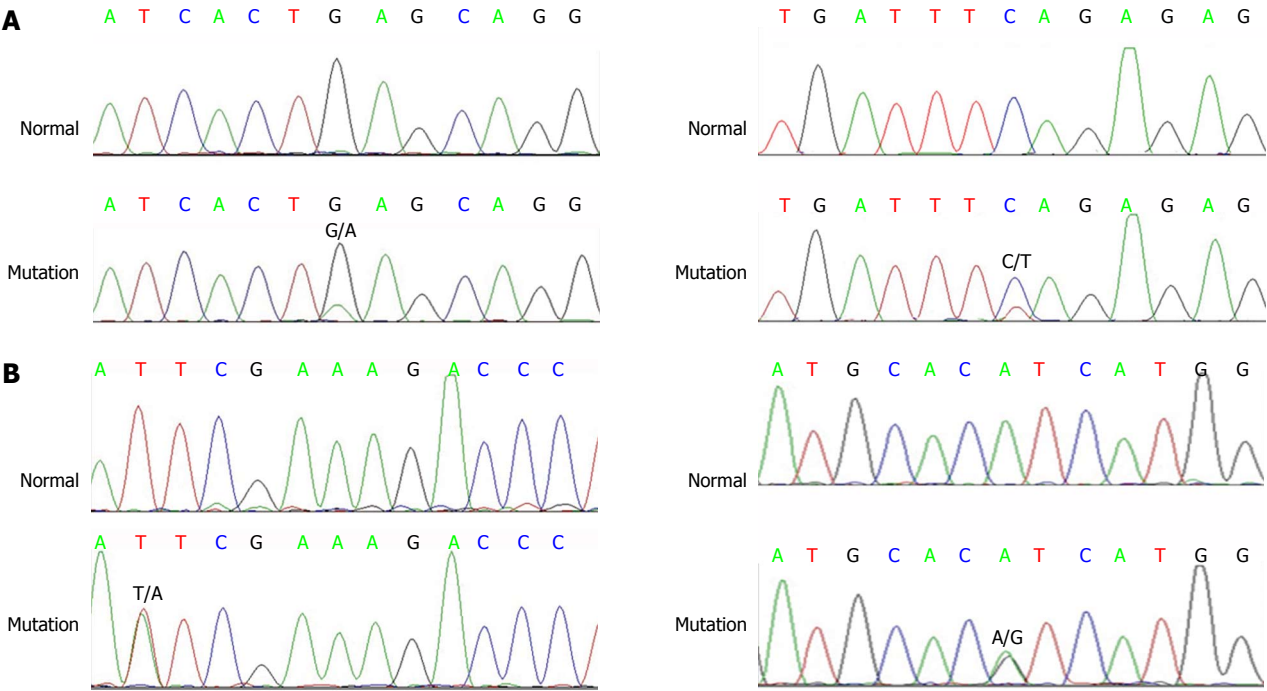 A
A T C A C T G A G C A G G
T G A T T T C A G A G A G
Normal
Normal
A T C A C T G A G C A G G
T G A T T T C A G A G A G
G/A
C/T
Mutation
Mutation
B
A T T C G A A A G A C C C
A T G C A C A T C A T G G
Normal
Normal
A T T C G A A A G A C C C
A T G C A C A T C A T G G
T/A
A/G
Mutation
Mutation